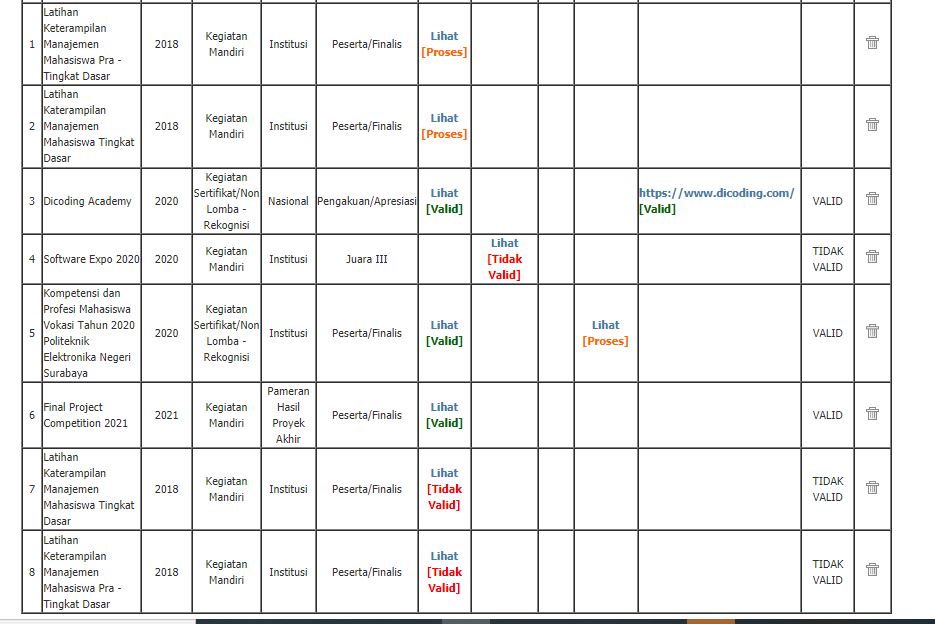 1
Latihan
Keterampilan
Manajemen
Mahasiswa Pra -
Tingkat Dasar
2018
Kegiatan
Mandiri
Institusi
Peserta/Finalis
Lihat
[Proses]
2
Latihan
Katerampilan
Manajemen
Mahasiswa Tingkat
Dasar
2018
Kegiatan
Mandiri
Institusi
Peserta/Finalis
Lihat
[Proses]
3
Dicoding Academy
2020
Kegiatan
Sertifikat/Non
Lomba -
Rekognisi
Nasional
Pengakuan/Apresiasi
Lihat
[Valid]
https://www.dicoding.com/
[Valid]
VALID
4
Software Expo 2020
2020
Kegiatan
Mandiri
Institusi
Juara III
Lihat
[Tidak
Valid]
TIDAK
VALID
5
Kompetensi dan
Profesi Mahasiswa
Vokasi Tahun 2020
Politeknik
Elektronika Negeri
Surabaya
2020
Kegiatan
Sertifikat/Non
Lomba -
Rekognisi
Institusi
Peserta/Finalis
Lihat
[Valid]
Lihat
[Proses]
VALID
6
Final Project
Competition 2021
2021
Kegiatan
Mandiri
Pameran
Hasil
Proyek
Akhir
Peserta/Finalis
Lihat
[Valid]
VALID
7
Latihan
Keterampilan
Manajemen
Mahasiswa Tingkat
Dasar
2018
Kegiatan
Mandiri
Institusi
Peserta/Finalis
Lihat
[Tidak
Valid]
TIDAK
VALID
8
Latihan
Keterampilan
Manajemen
Mahasiswa Pra -
Tingkat Dasar
2018
Kegiatan
Mandiri
Institusi
Peserta/Finalis
Lihat
[Tidak
Valid]
TIDAK
VALID